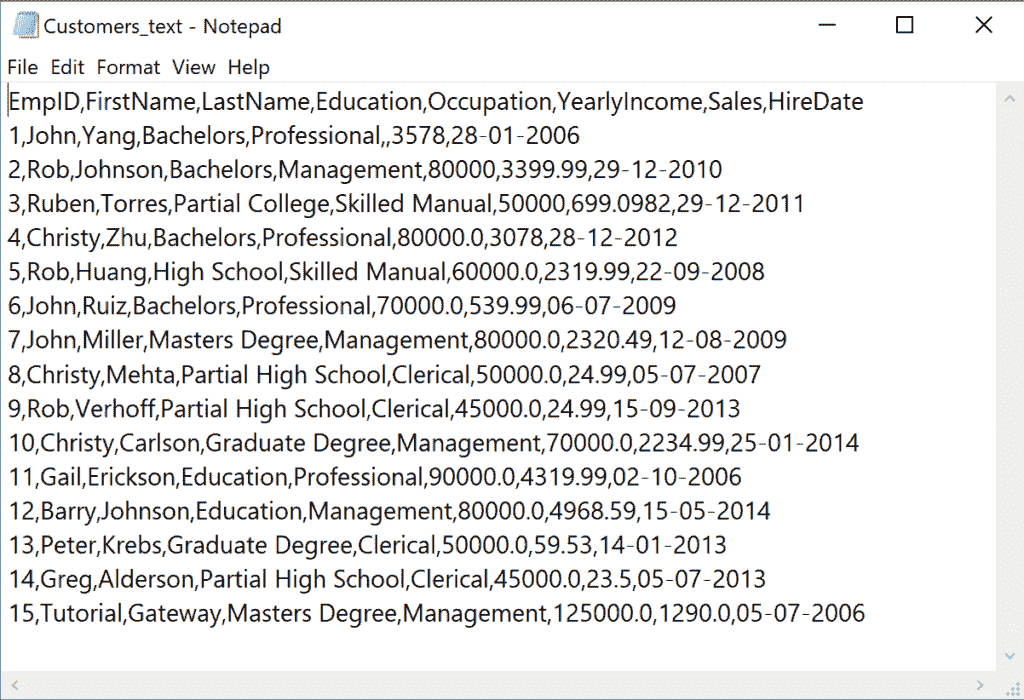 Customers_text - Notepad
File Edit Format View Help
EmpID,FirstName,LastName,Education,Occupation,YearlyIncome,Sales,HireDate
1,John,Yang,Bachelors,Professional,,3578,28-01-2006
2,Rob,Johnson,Bachelors,Management,80000,3399.99,29-12-2010
3,Ruben,Torres,Partial College,Skilled Manual,50000,699.0982,29-12-2011
4,Christy,Zhu,Bachelors,Professional,80000.0,3078,28-12-2012
5,Rob,Huang,High School,Skilled Manual,60000.0,2319.99,22-09-2008
6,John,Ruiz,Bachelors,Professional,70000.0,539.99,06-07-2009
7,John,Miller,Masters Degree,Management,80000.0,2320.49,12-08-2009
8,Christy,Mehta,Partial High School,Clerical,50000.0,24.99,05-07-2007
9,Rob,Verhoff,Partial High School,Clerical,45000.0,24.99,15-09-2013
10,Christy,Carlson,Graduate Degree,Management,70000.0,2234.99,25-01-2014
11,Gail,Erickson,Education,Professional,90000.0,4319.99,02-10-2006
12,Barry,Johnson,Education,Management,80000.0,4968.59,15-05-2014
13,Peter,Krebs,Graduate Degree,Clerical,50000.0,59.53,14-01-2013
14,Greg,Alderson,Partial High School,Clerical,45000.0,23.5,05-07-2013
15,Tutorial,Gateway,Masters Degree,Management,125000.0,1290.0,05-07-2006